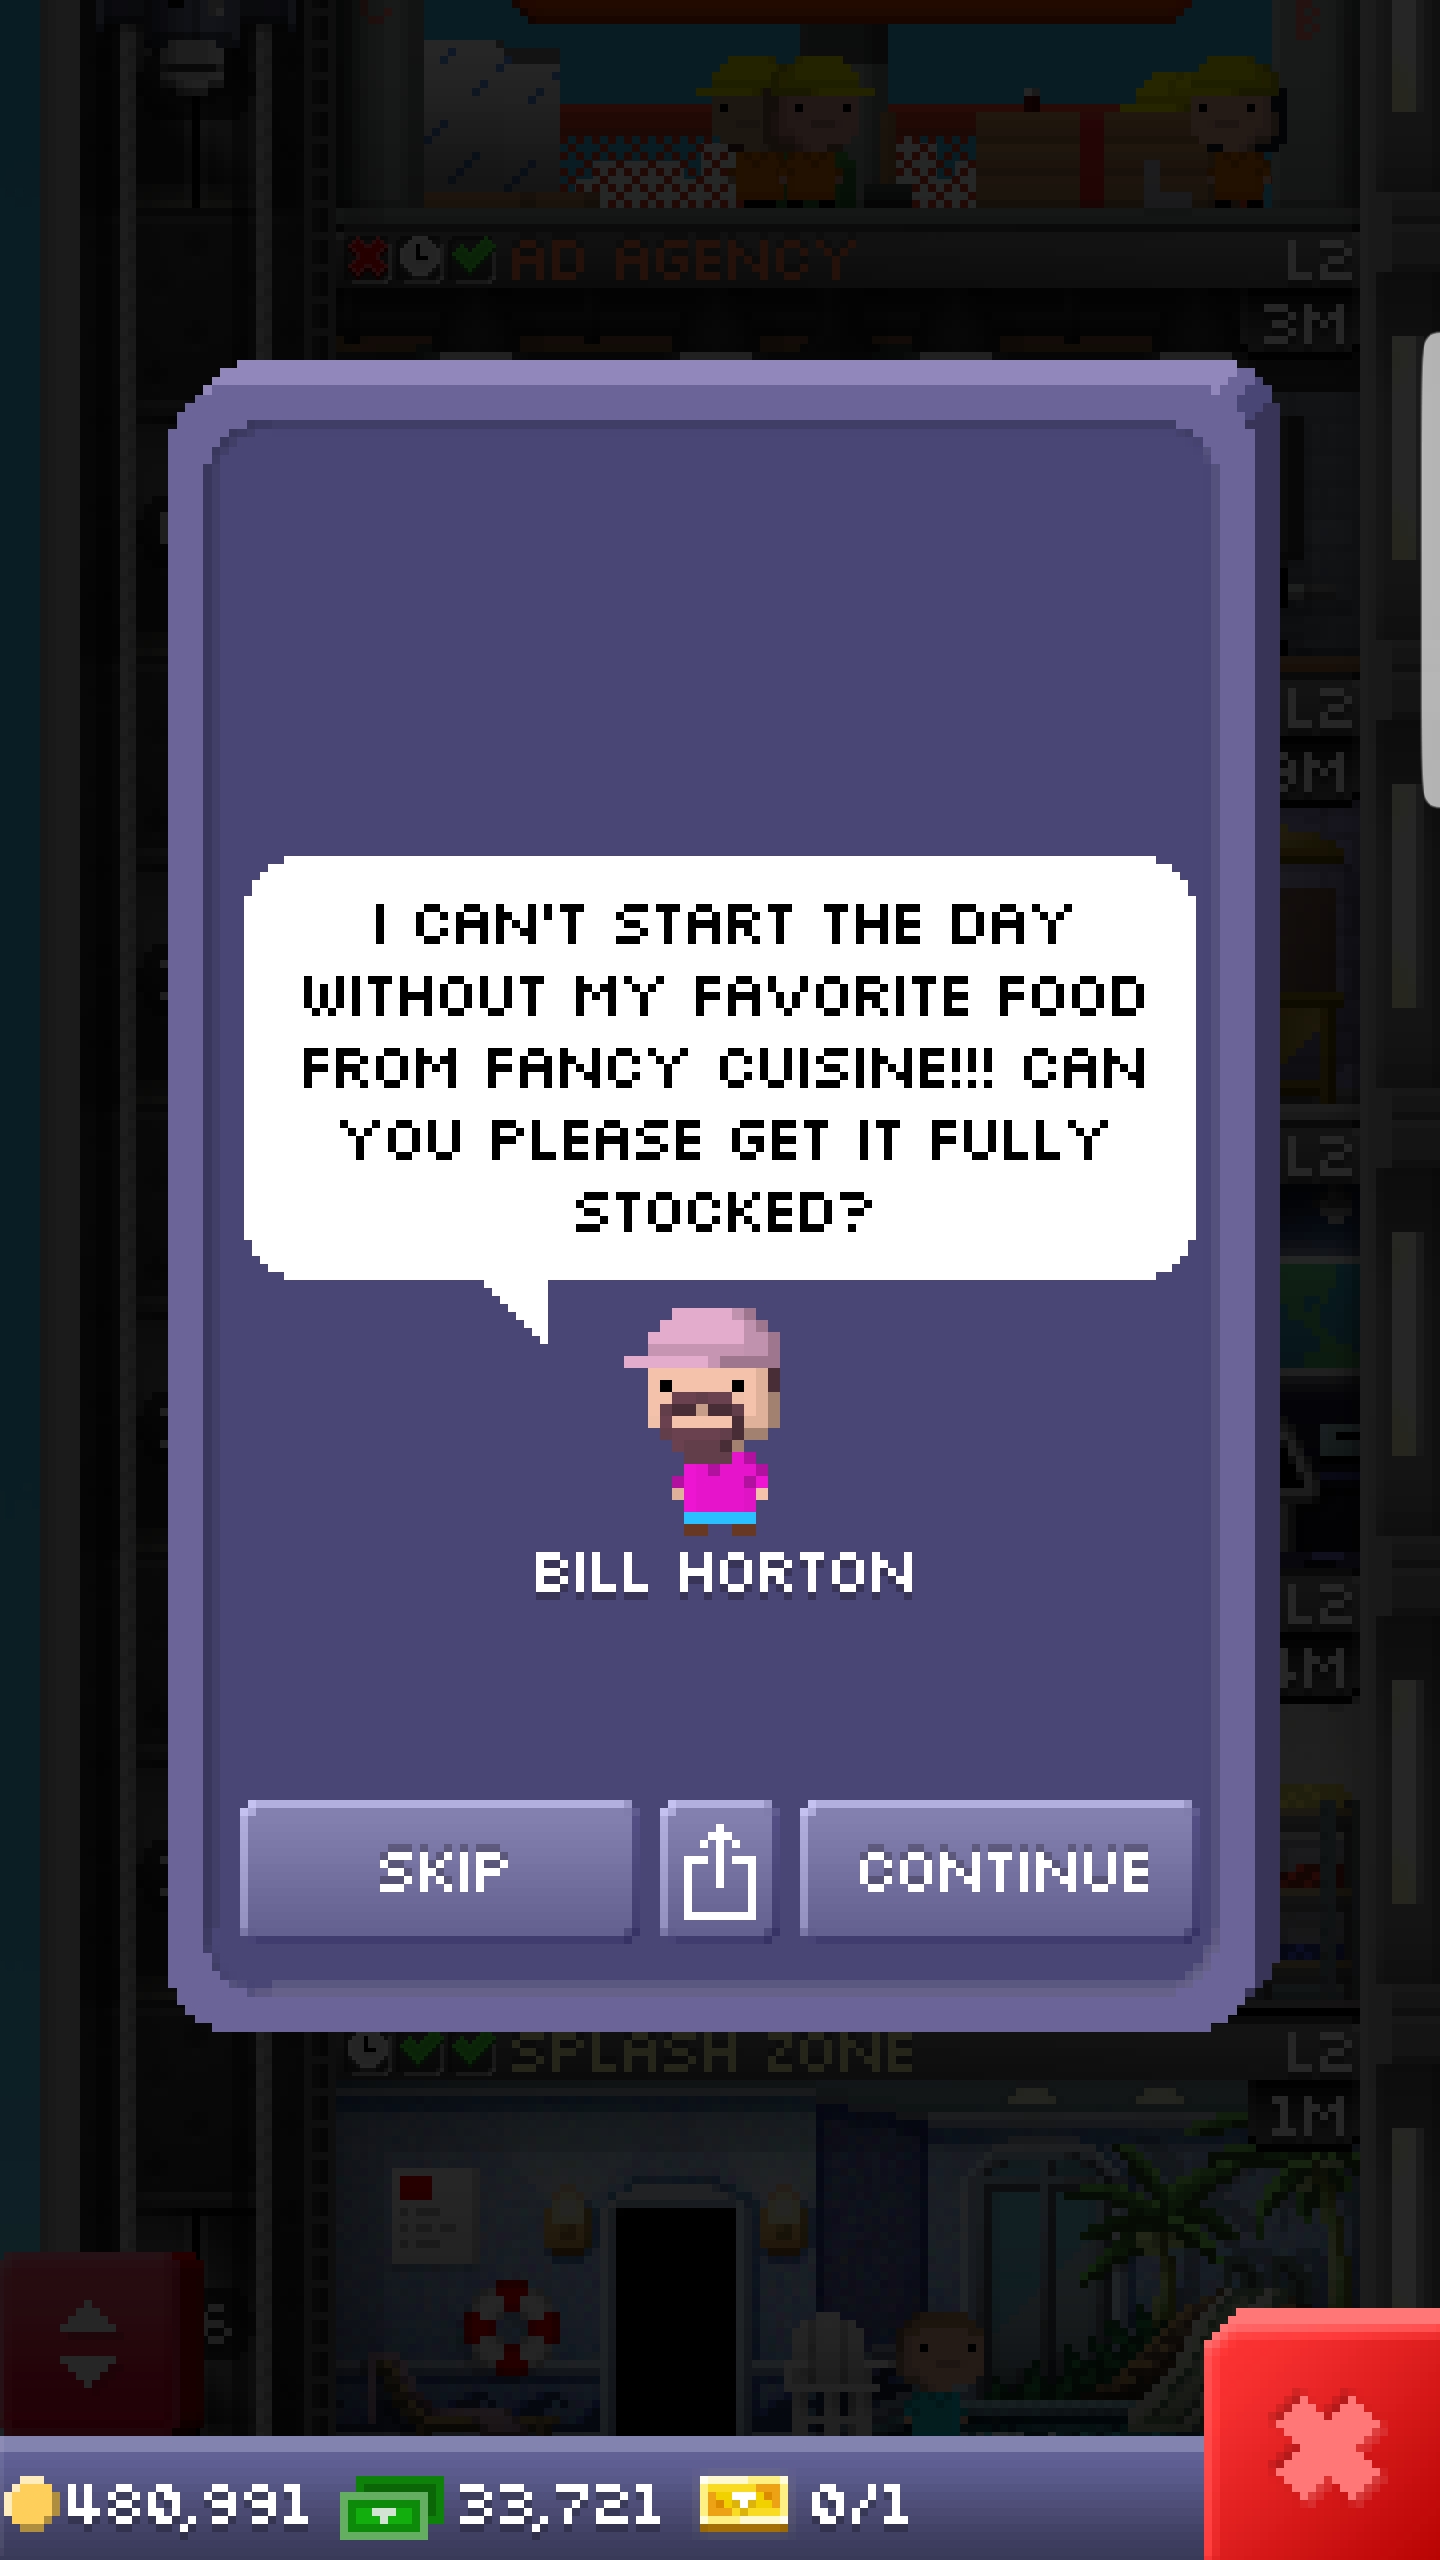 AD AGENCY L2
3M
L2
9M
I CAN'T START THE DAY
WITHOUT MY FAVORITE FOOD
FROM FANCY CUISINE!!! CAN
YOU PLEASE GET IT FULLY
STOCKED?
L2
BILL HORTON
L2
SKIP
CONTINUE
SPLASH ZONE L2
1M
480,991 33,721 0/1